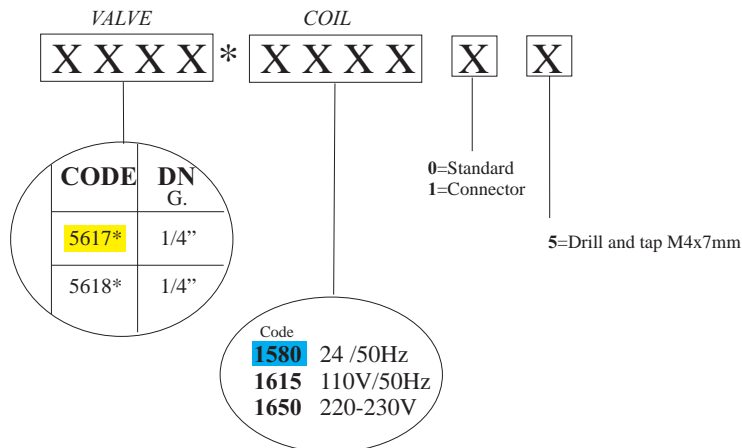 VALVE COIL
X X X X * X X X X X X
CODE DN
G.
5617* 1/4”
5618* 1/4”
0=Standard
1=Connector
5=Drill and tap M4x7mm
Code
1580 24 /50Hz
1615 110V/50Hz
1650 220-230V